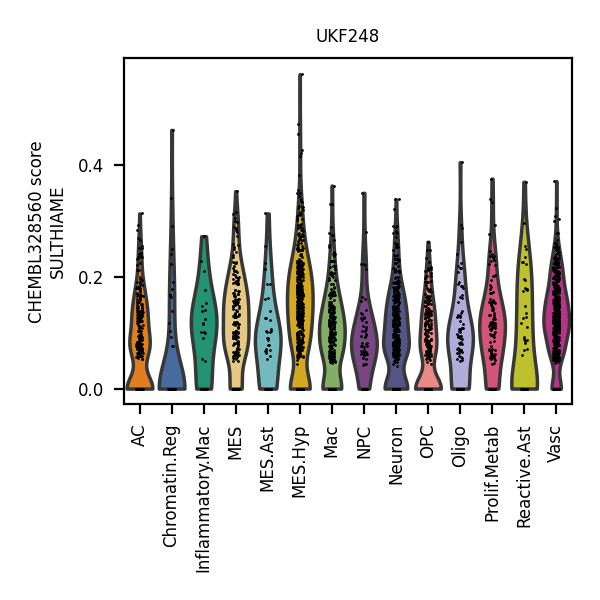 UKF248
CHEMBL328560 score
SULTHIAME
0.4
0.2
0.0
AC
Chromatin.Reg
Inflammatory.Mac
MES
MES.Ast
MES.Hyp
Mac
NPC
Neuron
OPC
Oligo
Prolif.Metab
Reactive.Ast
Vasc